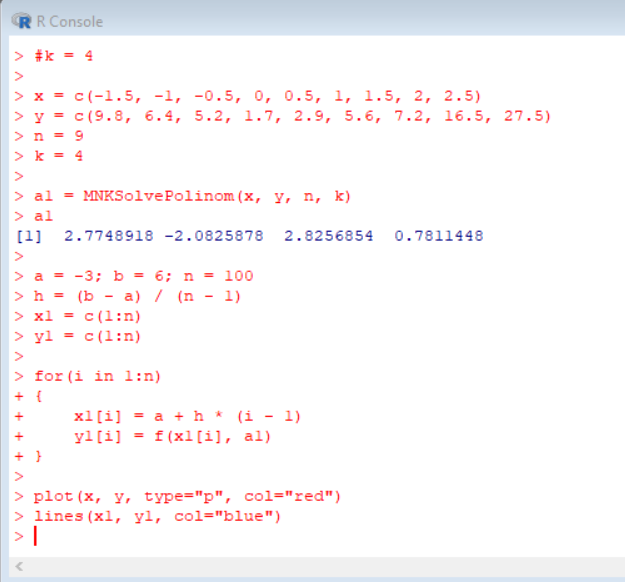 R Console
> #k = 4
>
> x = c(-1.5, -1, -0.5, 0, 0.5, 1, 1.5, 2, 2.5)
> y = c(9.8, 6.4, 5.2, 1.7, 2.9, 5.6, 7.2, 16.5, 27.5)
> n = 9
> k = 4
>
> a1 = MNKSolvePolinom(x, y, n, k)
> a1
[1]  2.7748918 -2.0825878  2.8256854  0.7811448
>
> a = -3; b = 6; n = 100
> h = (b - a) / (n - 1)
> x1 = c(1:n)
> y1 = c(1:n)
>
> for(i in 1:n)
+ {
+     x1[i] = a + h * (i - 1)
+     y1[i] = f(x1[i], a1)
+ }
>
> plot(x, y, type="p", col="red")
> lines(x1, y1, col="blue")
>